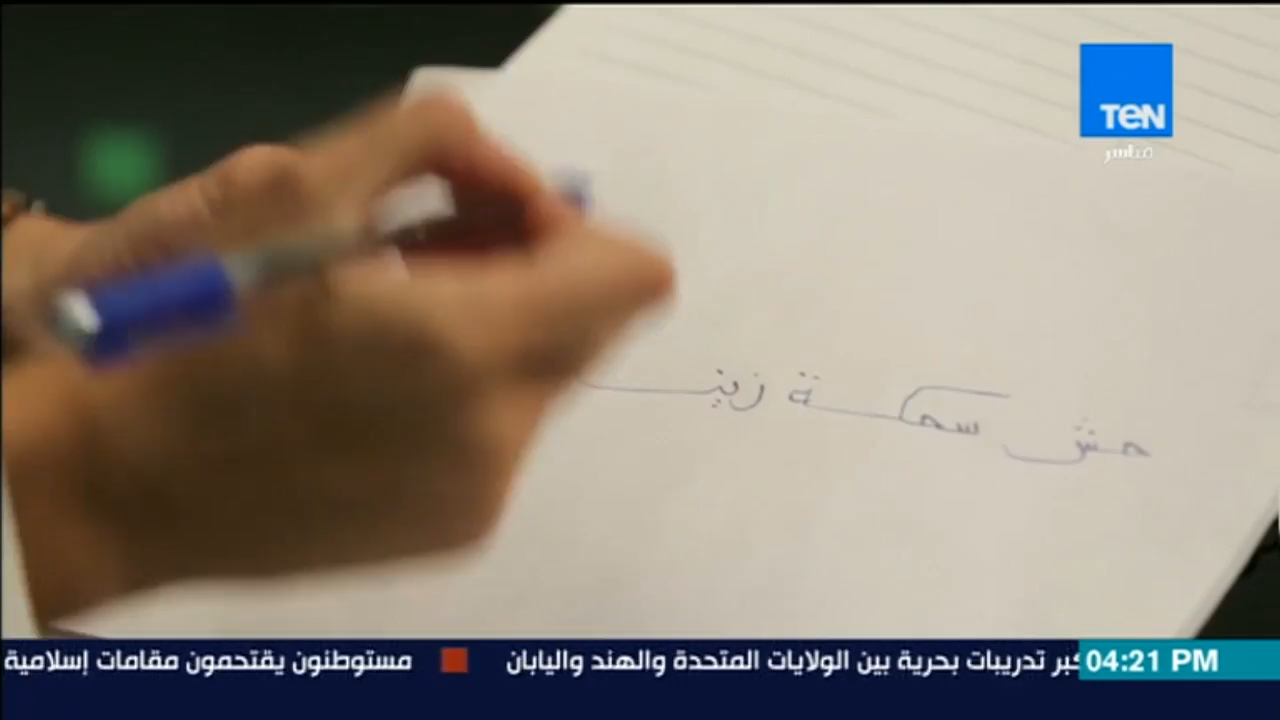 TEN
مباشر
مش سمكة زينـ
كبر تدريبات بحرية بين الولايات المتحدة والهند واليابان
مستوطنون يقتحمون مقامات إسلامية
04:21 PM